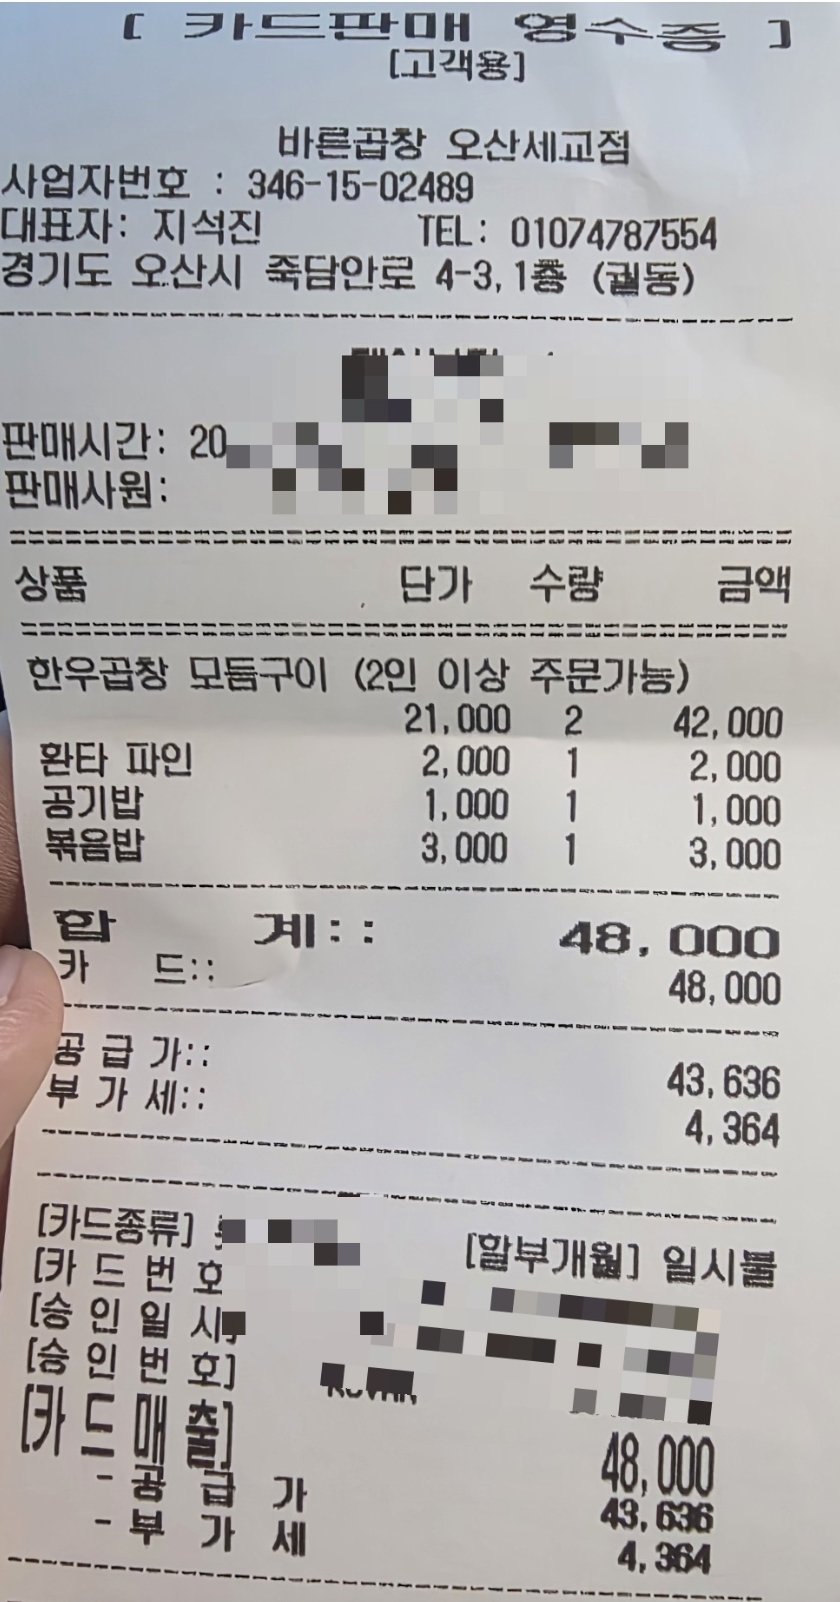 [ 카드판매 영수증 ]
[고객용]
바른곱창 오산세교점
사업자번호 : 346-15-02489
대표자: 지석진 TEL: 01074787554
경기도 오산시 죽담안로 4-3, 1층 (궐동)
판매시간: 20
판매사원:
상품 단가 수량 금액
한우곱창 모듬구이 (2인 이상 주문가능)
21,000 2 42,000
환타 파인 2,000 1 2,000
공기밥 1,000 1 1,000
볶음밥 3,000 1 3,000
합 계:: 48,000
카 드:: 48,000
공 급 가:: 43,636
부 가 세:: 4,364
[카드종류] [할부개월] 일시불
[카 드 번 호
[승 인 일 시]
[승 인 번 호]
[카 드 매 출] 48,000
- 공 급 가 43,636
- 부 가 세 4,364